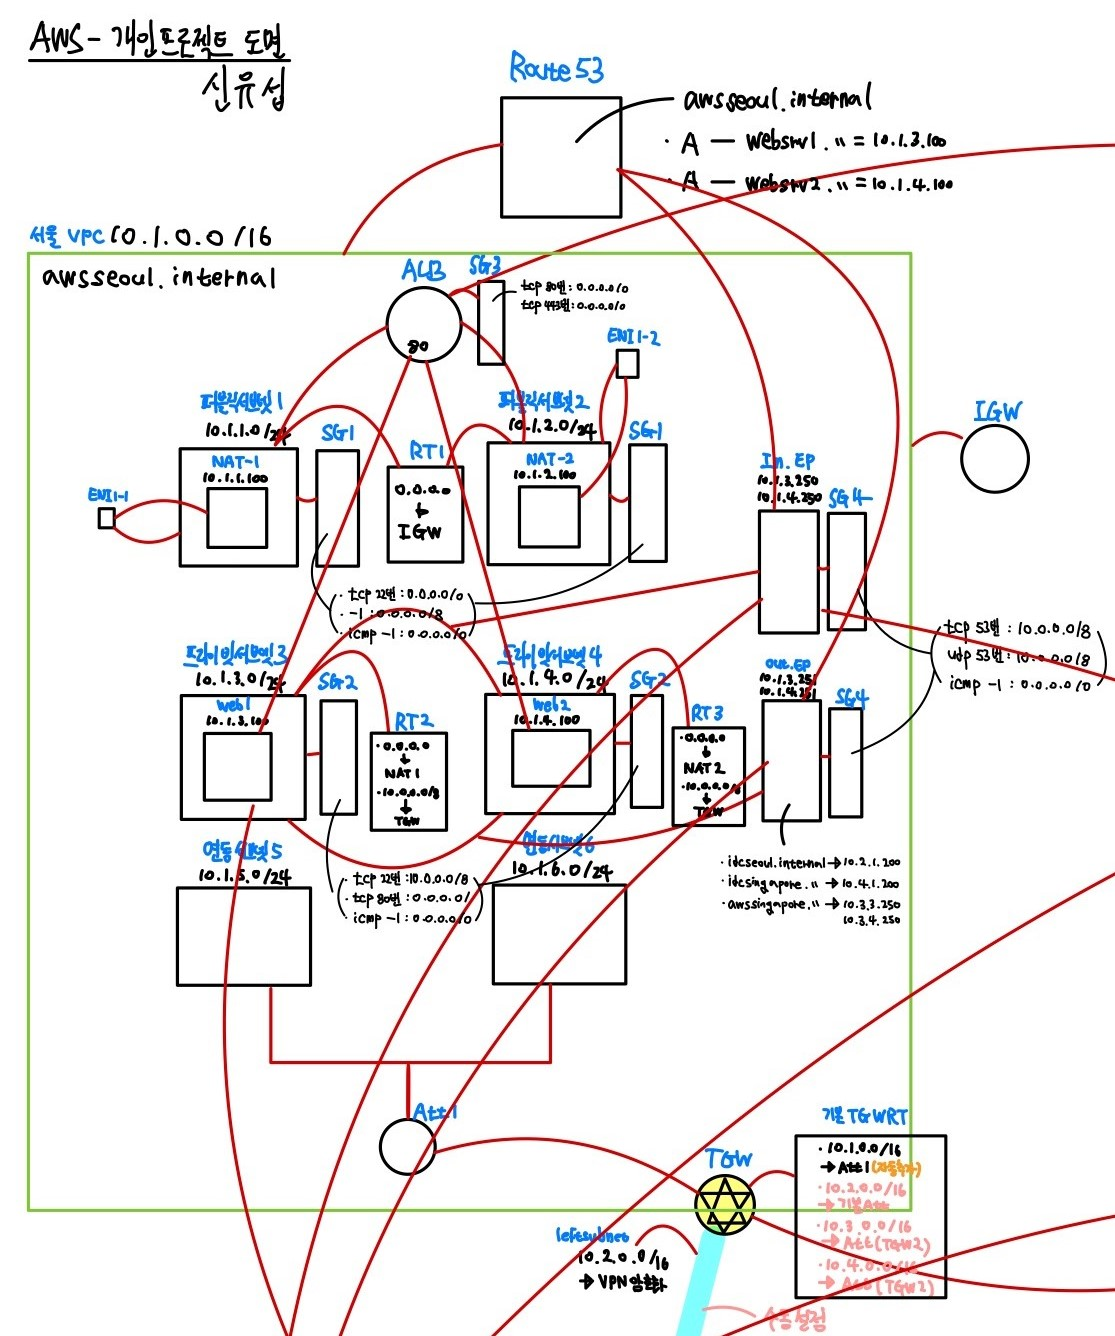 AWS - 개인프로젝트 도면
신유섭
Route 53
awsseoul.internal
· A — Websrv1. " = 10.1.3.100
· A — Websrv2. " = 10.1.4.100
서울 VPC 10.1.0.0/16
awsseoul.internal
ALB
80
SG3
tcp 80번 : 0.0.0.0/0
tcp 443번 : 0.0.0.0/0
ENI1-2
퍼블릭서브넷 1
10.1.1.0/24
NAT-1
10.1.1.100
SG1
ENI1-1
RT1
0.0.0.0
↓
IGW
퍼블릭서브넷 2
10.1.2.0/24
NAT-2
10.1.2.100
SG1
IGW
In.EP
10.1.3.250
10.1.4.250
SG4
· tcp 22번 : 0.0.0.0/0
· -1 : 0.0.0.0/8
· icmp -1 : 0.0.0.0/0
· tcp 53번 : 10.0.0.0/8
udp 53번 : 10.0.0.0/8
· icmp -1 : 0.0.0.0/0
프라이빗서브넷 3
10.1.3.0/24
web1
10.1.3.100
SG2
RT2
· 0.0.0.0
↓
NAT1
· 10.0.0.0/8
↓
TGW
프라이빗서브넷 4
10.1.4.0/24
web2
10.1.4.100
SG2
RT3
· 0.0.0.0
↓
NAT2
· 10.0.0.0/8
↓
TGW
out.EP
10.1.3.251
10.1.4.251
SG4
· idcseoul.internal → 10.2.1.200
· idcsingapore. " → 10.4.1.200
· awssingapore. " → 10.3.3.250
10.3.4.250
연동서브넷 5
10.1.5.0/24
· tcp 22번 : 10.0.0.0/8
· tcp 80번 : 0.0.0.0/0
icmp -1 : 0.0.0.0/0
연동서브넷 6
10.1.6.0/24
Att1
TGW
기본 TGWRT
· 10.1.0.0/16
→ Att1 (자동추가)
· 10.2.0.0/16
→ 기본Att
· 10.3.0.0/16
→ Att (TGW2)
· 10.4.0.0/16
→ Att (TGW2)
leftsubnet
10.2.0.0/16
→ VPN 암호화
수동설정